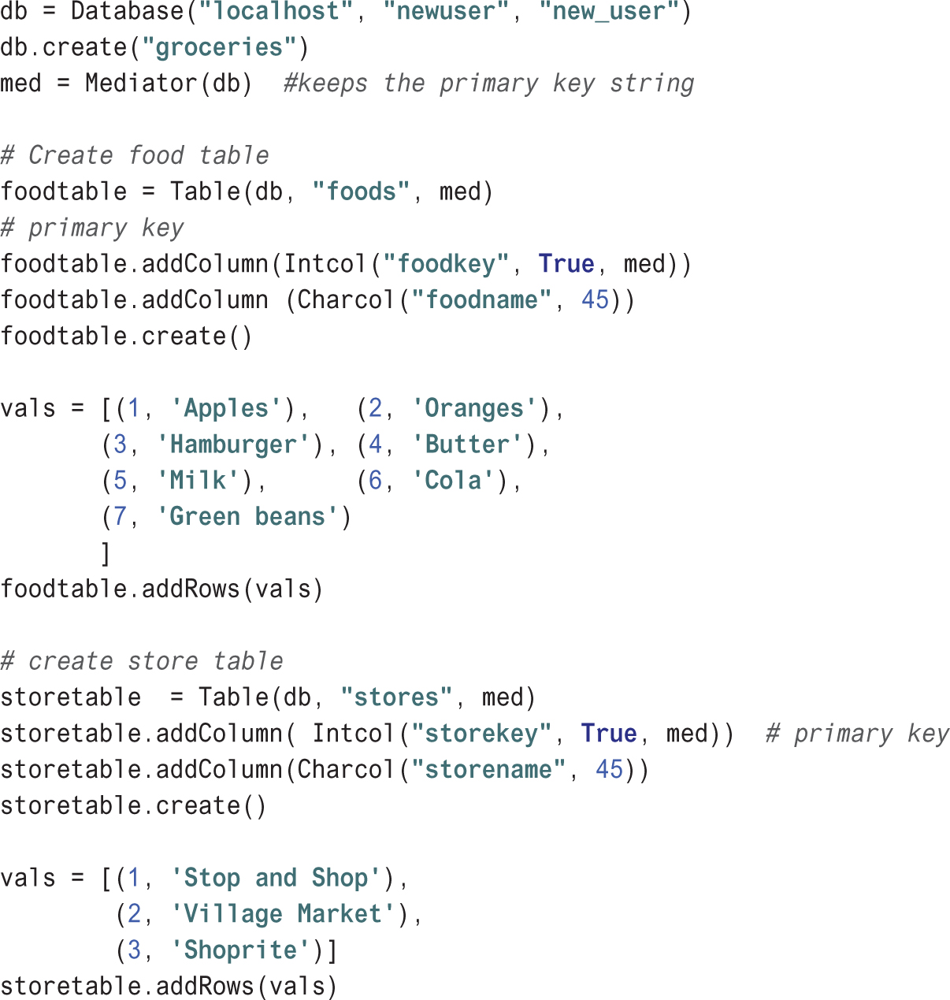 db = Database("localhost", "newuser", "new_user")
db.create("groceries")
med = Mediator(db)  #keeps the primary key string

# Create food table
foodtable = Table(db, "foods", med)
# primary key
foodtable.addColumn(Intcol("foodkey", True, med))
foodtable.addColumn (Charcol("foodname", 45))
foodtable.create()

vals = [(1, 'Apples'),   (2, 'Oranges'),
       (3, 'Hamburger'), (4, 'Butter'),
       (5, 'Milk'),      (6, 'Cola'),
       (7, 'Green beans')
       ]
foodtable.addRows(vals)

# create store table
storetable  = Table(db, "stores", med)
storetable.addColumn( Intcol("storekey", True, med))  # primary key
storetable.addColumn(Charcol("storename", 45))
storetable.create()

vals = [(1, 'Stop and Shop'),
        (2, 'Village Market'),
        (3, 'Shoprite')]
storetable.addRows(vals)